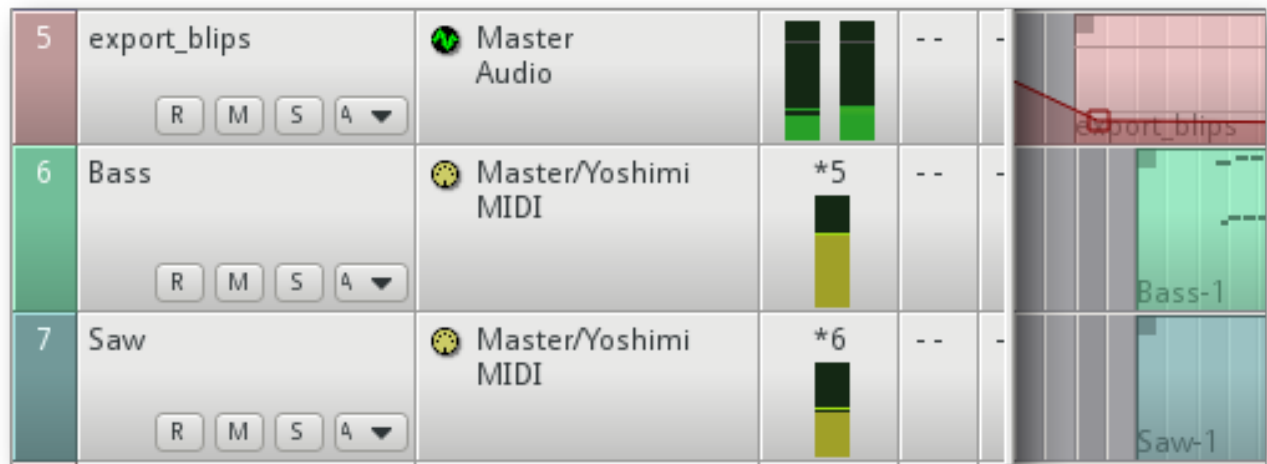 5 export_blips Master -- -
Audio
R M S A
export_blips
6 Bass Master/Yoshimi *5 -- -
MIDI
R M S A
Bass-1
7 Saw Master/Yoshimi *6 -- -
MIDI
R M S A
Saw-1